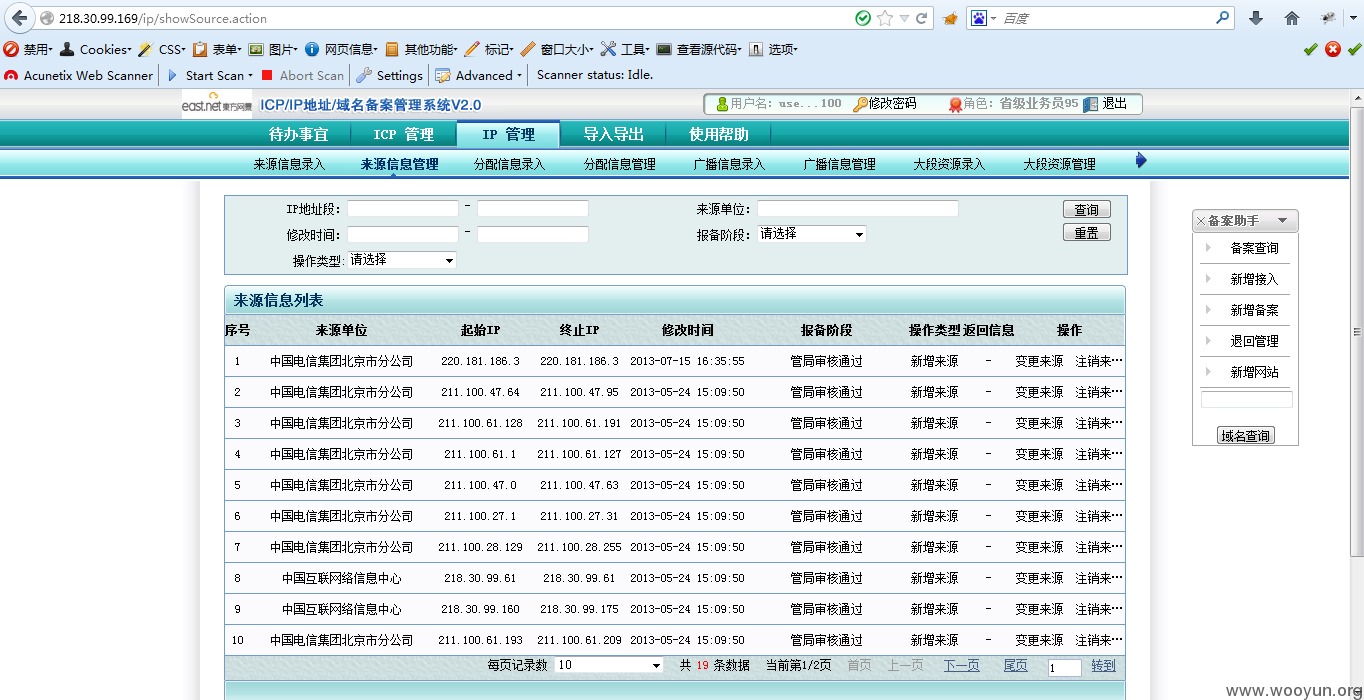 218.30.99.169/ip/showSource.action 百度
禁用 Cookies CSS 表单 图片 网页信息 其他功能 标记 窗口大小 工具 查看源代码 选项
Acunetix Web Scanner Start Scan Abort Scan Settings Advanced Scanner status: Idle.
east.net 东方网景 ICP/IP地址/域名备案管理系统V2.0 用户名: use...100 修改密码 角色: 省级业务员95 退出
待办事宜 ICP 管理 IP 管理 导入导出 使用帮助
来源信息录入 来源信息管理 分配信息录入 分配信息管理 广播信息录入 广播信息管理 大段资源录入 大段资源管理
IP地址段: - 来源单位: 查询
修改时间: - 报备阶段: 请选择 重置
操作类型: 请选择
来源信息列表
序号 来源单位 起始IP 终止IP 修改时间 报备阶段 操作类型 返回信息 操作
1 中国电信集团北京市分公司 220.181.186.3 220.181.186.3 2013-07-15 16:35:55 管局审核通过 新增来源 - 变更来源 注销来…
2 中国电信集团北京市分公司 211.100.47.64 211.100.47.95 2013-05-24 15:09:50 管局审核通过 新增来源 - 变更来源 注销来…
3 中国电信集团北京市分公司 211.100.61.128 211.100.61.191 2013-05-24 15:09:50 管局审核通过 新增来源 - 变更来源 注销来…
4 中国电信集团北京市分公司 211.100.61.1 211.100.61.127 2013-05-24 15:09:50 管局审核通过 新增来源 - 变更来源 注销来…
5 中国电信集团北京市分公司 211.100.47.0 211.100.47.63 2013-05-24 15:09:50 管局审核通过 新增来源 - 变更来源 注销来…
6 中国电信集团北京市分公司 211.100.27.1 211.100.27.31 2013-05-24 15:09:50 管局审核通过 新增来源 - 变更来源 注销来…
7 中国电信集团北京市分公司 211.100.28.129 211.100.28.255 2013-05-24 15:09:50 管局审核通过 新增来源 - 变更来源 注销来…
8 中国互联网络信息中心 218.30.99.61 218.30.99.61 2013-05-24 15:09:50 管局审核通过 新增来源 - 变更来源 注销来…
9 中国互联网络信息中心 218.30.99.160 218.30.99.175 2013-05-24 15:09:50 管局审核通过 新增来源 - 变更来源 注销来…
10 中国电信集团北京市分公司 211.100.61.193 211.100.61.209 2013-05-24 15:09:50 管局审核通过 新增来源 - 变更来源 注销来…
每页记录数 10 共 19 条数据 当前第1/2页 首页 上一页 下一页 尾页 1 转到
备案助手
备案查询
新增接入
新增备案
退回管理
新增网站
域名查询
www.wooyun.org